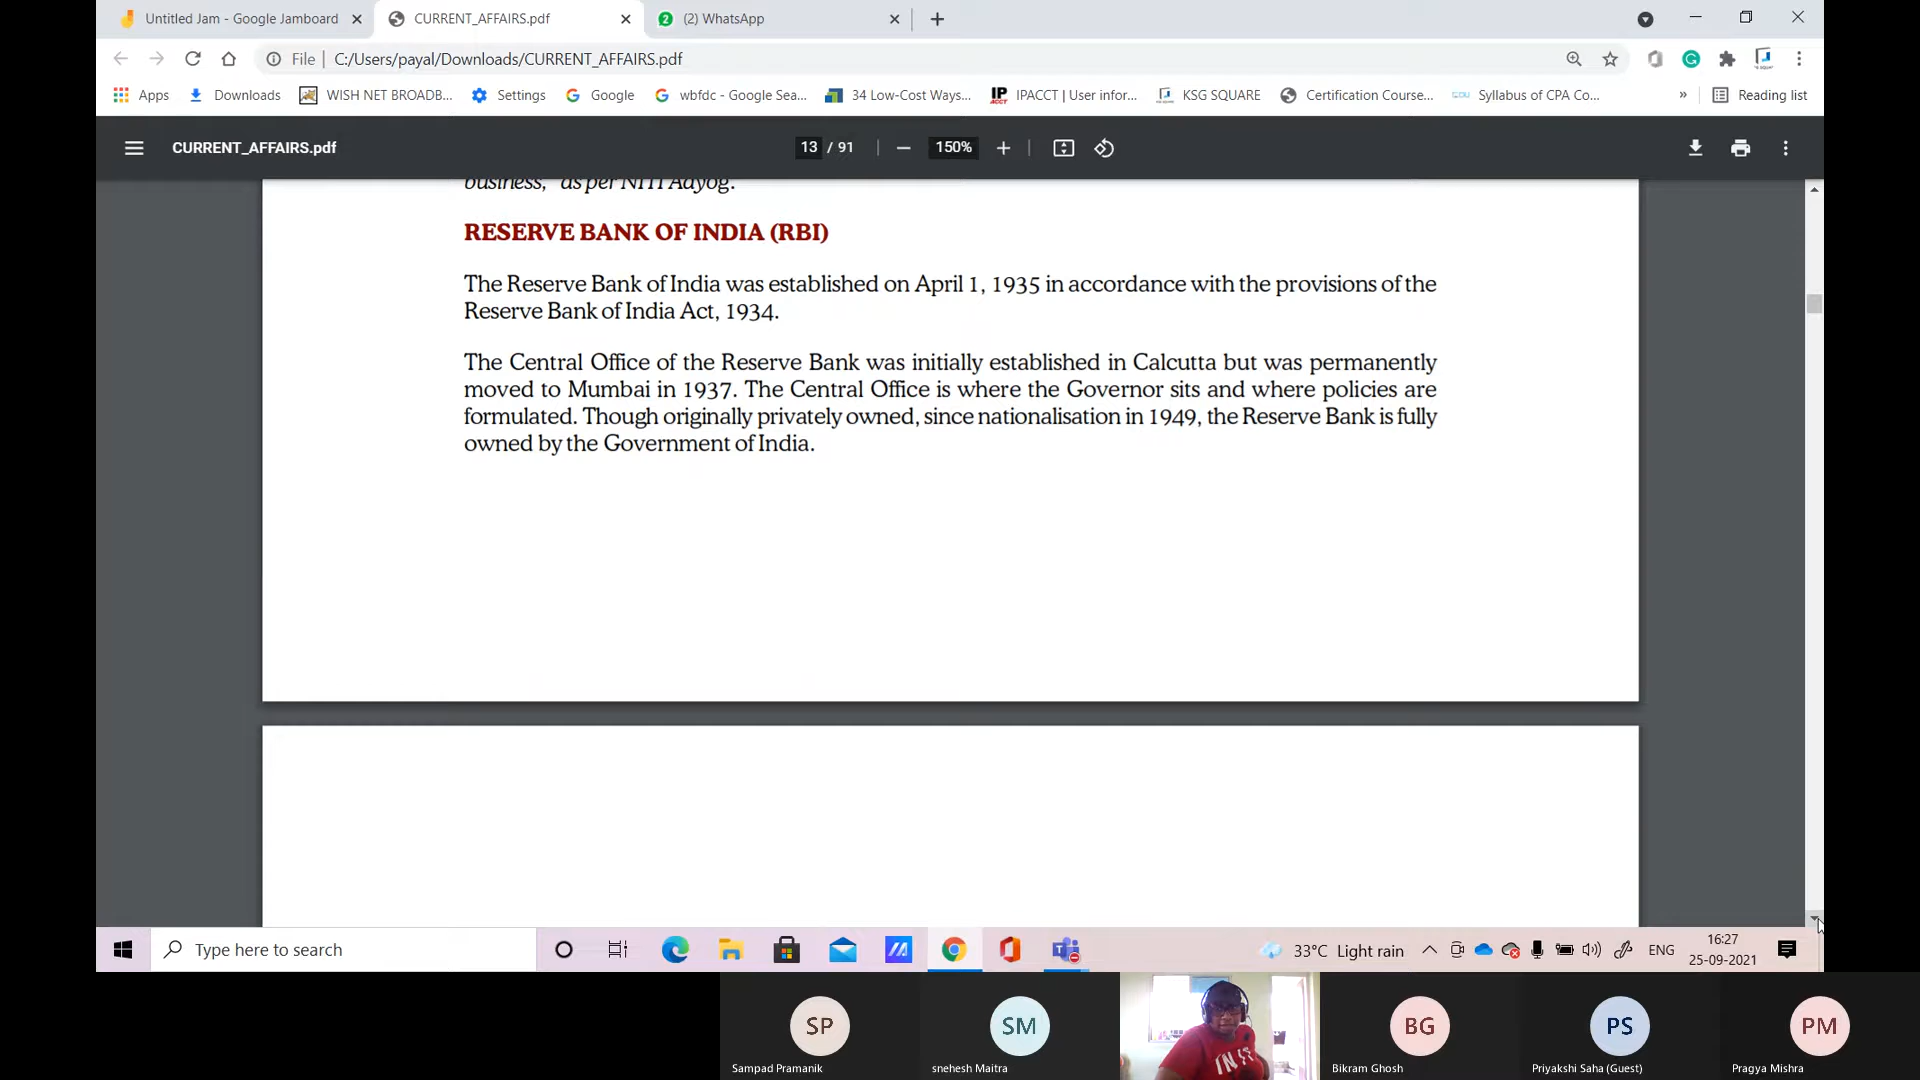 Untitled Jam - Google Jamboard
CURRENT_AFFAIRS.pdf
(2) WhatsApp
File
C:/Users/payal/Downloads/CURRENT_AFFAIRS.pdf
Apps
Downloads
WISH NET BROADB...
Settings
Google
wbfdc - Google Sea...
34 Low-Cost Ways...
IPACCT | User infor...
KSG SQUARE
Certification Course...
Syllabus of CPA Co...
»
Reading list
CURRENT_AFFAIRS.pdf
13 / 91
150%
business," as per NITI Aayog.
RESERVE BANK OF INDIA (RBI)
The Reserve Bank of India was established on April 1, 1935 in accordance with the provisions of the
Reserve Bank of India Act, 1934.
The Central Office of the Reserve Bank was initially established in Calcutta but was permanently
moved to Mumbai in 1937. The Central Office is where the Governor sits and where policies are
formulated. Though originally privately owned, since nationalisation in 1949, the Reserve Bank is fully
owned by the Government of India.
Type here to search
33°C Light rain
ENG
16:27
25-09-2021
SP
SM
BG
PS
PM
Sampad Pramanik
snehesh Maitra
IN IT
Bikram Ghosh
Priyakshi Saha (Guest)
Pragya Mishra